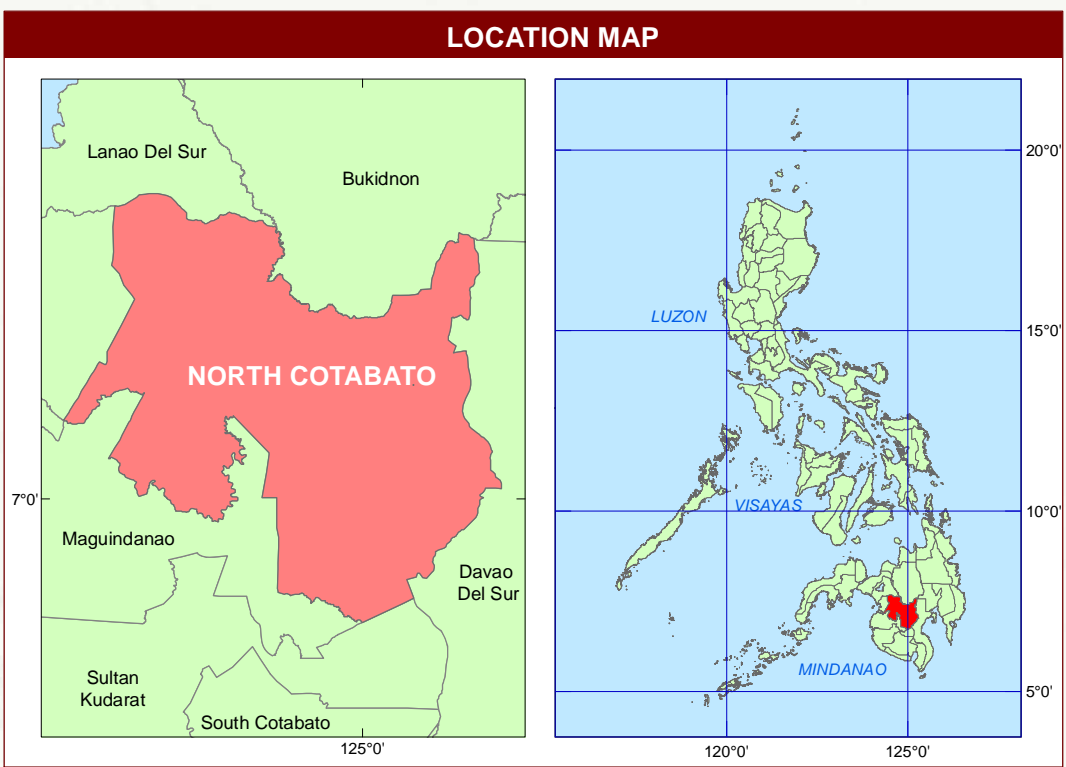 LOCATION MAP
Lanao Del Sur
Bukidnon
NORTH COTABATO
7°0'
Maguindanao
Davao
Del Sur
Sultan
Kudarat
South Cotabato
125°0'
20°0'
LUZON
15°0'
VISAYAS
10°0'
MINDANAO
5°0'
120°0'
125°0'